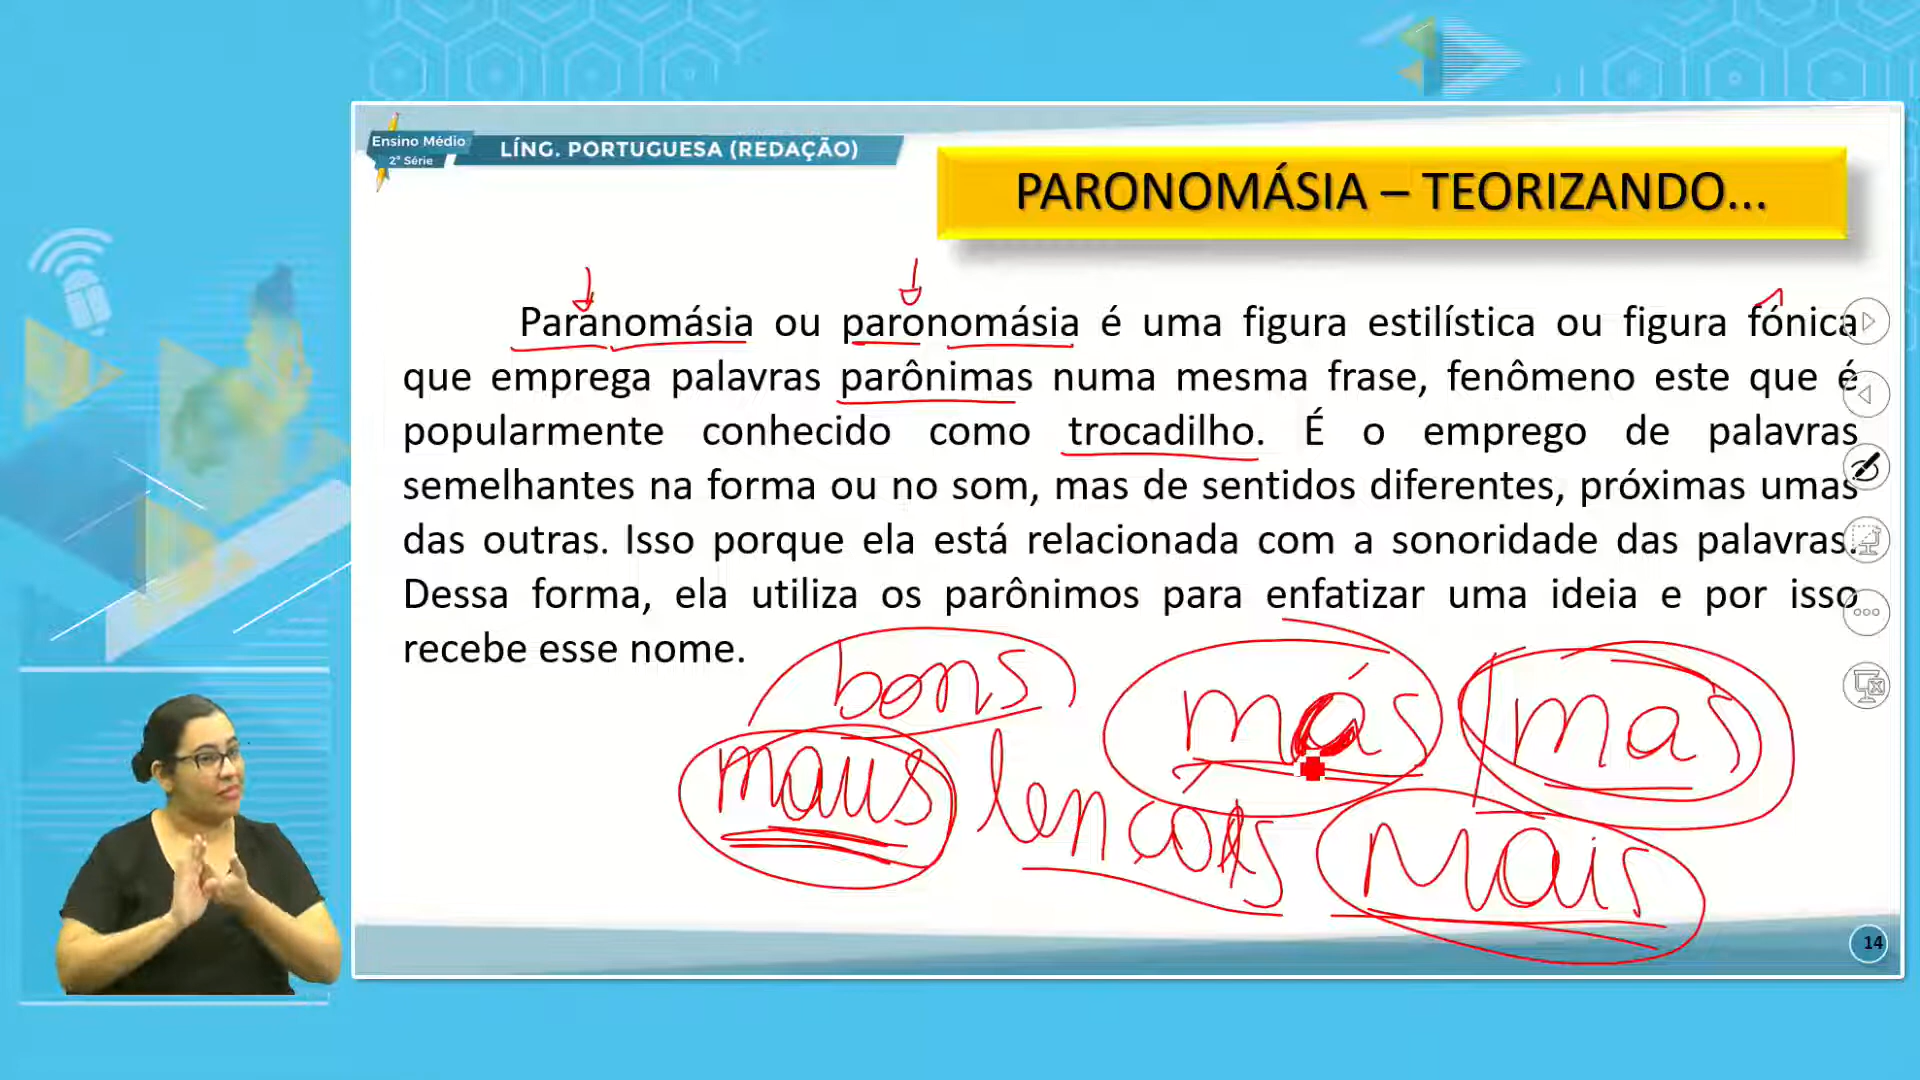 Ensino Médio
2ª Série
LÍNG. PORTUGUESA (REDAÇÃO)
PARONOMÁSIA – TEORIZANDO...
Paranomásia ou paronomásia é uma figura estilística ou figura fónica
que emprega palavras parônimas numa mesma frase, fenômeno este que é
popularmente conhecido como trocadilho. É o emprego de palavras
semelhantes na forma ou no som, mas de sentidos diferentes, próximas umas
das outras. Isso porque ela está relacionada com a sonoridade das palavras.
Dessa forma, ela utiliza os parônimos para enfatizar uma ideia e por isso
recebe esse nome.
bons más mas
maus Mais
14